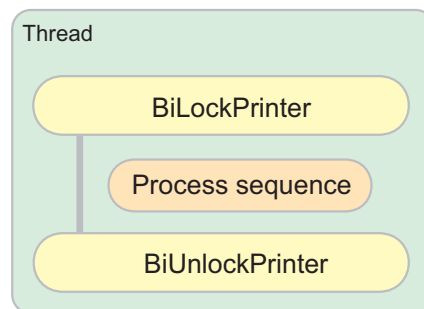 Thread
BiLockPrinter
Process sequence
BiUnlockPrinter